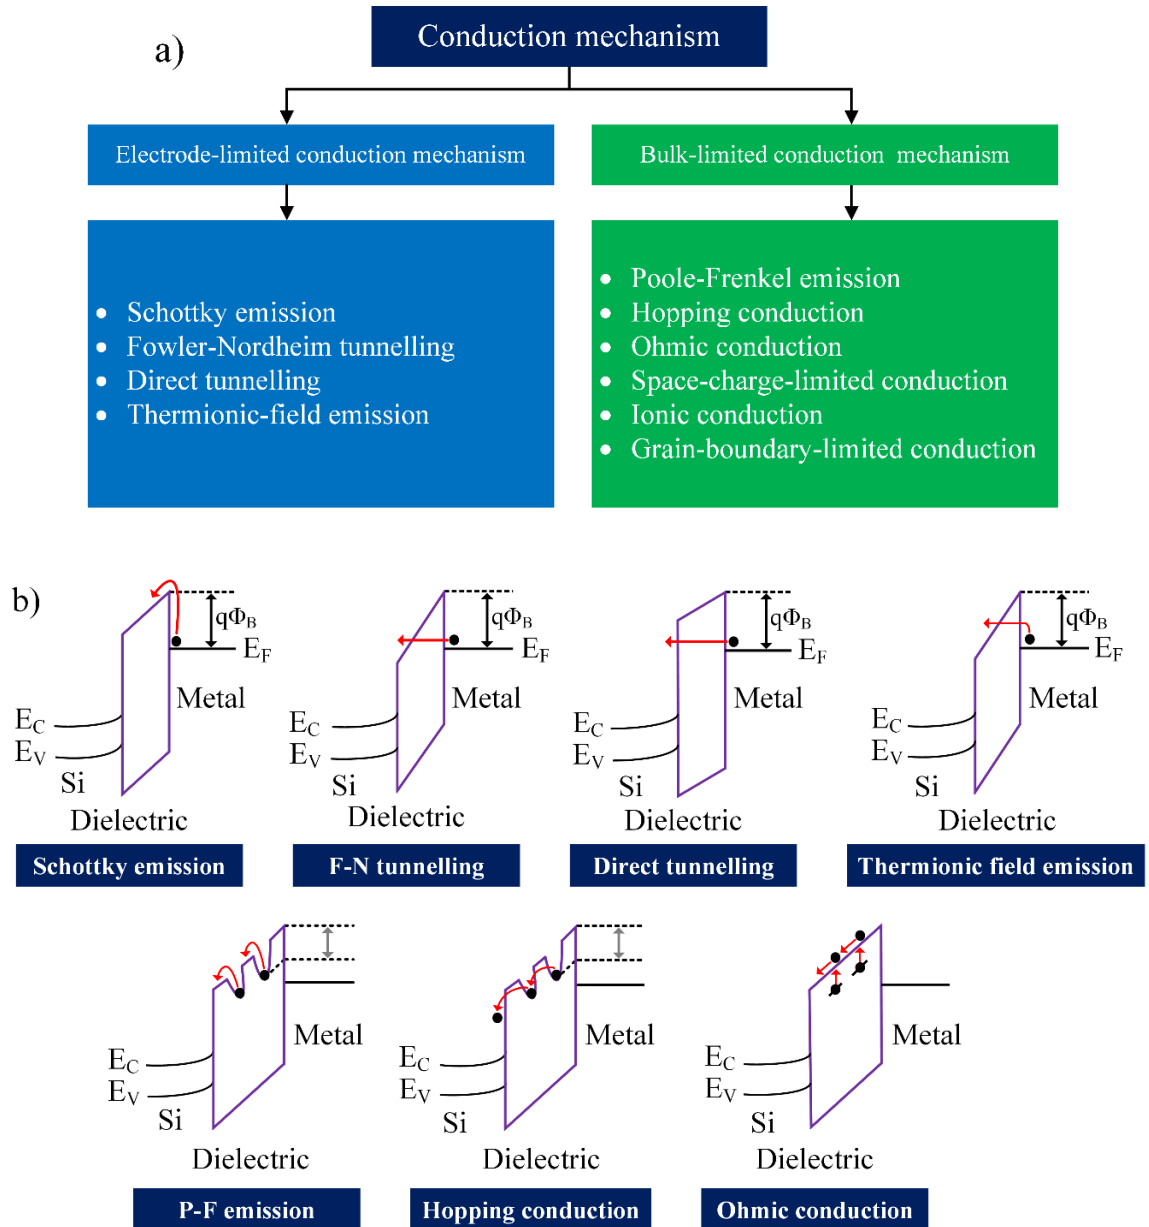 a)
Conduction mechanism
Electrode-limited conduction mechanism
Bulk-limited conduction mechanism
• Schottky emission
• Fowler-Nordheim tunnelling
• Direct tunnelling
• Thermionic-field emission
• Poole-Frenkel emission
• Hopping conduction
• Ohmic conduction
• Space-charge-limited conduction
• Ionic conduction
• Grain-boundary-limited conduction
b)
qΦB
EF
Metal
EC
EV
Si
Dielectric
Schottky emission
qΦB
EF
Metal
EC
EV
Si
Dielectric
F-N tunnelling
qΦB
EF
Metal
EC
EV
Si
Dielectric
Direct tunnelling
qΦB
EF
Metal
EC
EV
Si
Dielectric
Thermionic field emission
Metal
EC
EV
Si
Dielectric
P-F emission
Metal
EC
EV
Si
Dielectric
Hopping conduction
Metal
EC
EV
Si
Dielectric
Ohmic conduction